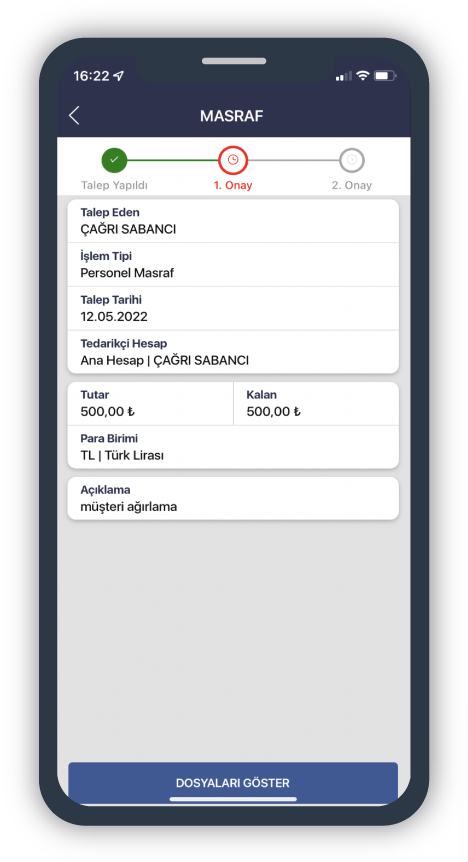 16:22
MASRAF
Talep Yapıldı
1. Onay
2. Onay
Talep Eden
ÇAĞRI SABANCI
İşlem Tipi
Personel Masraf
Talep Tarihi
12.05.2022
Tedarikçi Hesap
Ana Hesap | ÇAĞRI SABANCI
Tutar
500,00 ₺
Kalan
500,00 ₺
Para Birimi
TL | Türk Lirası
Açıklama
müşteri ağırlama
DOSYALARI GÖSTER